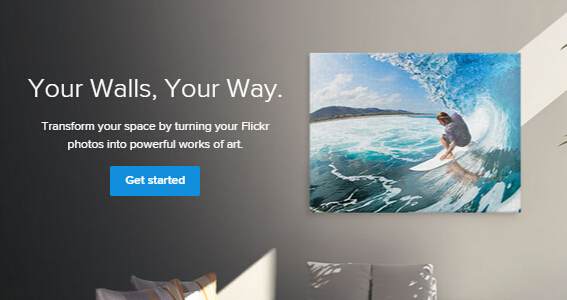 Your Walls, Your Way.
Transform your space by turning your Flickr
photos into powerful works of art.
Get started